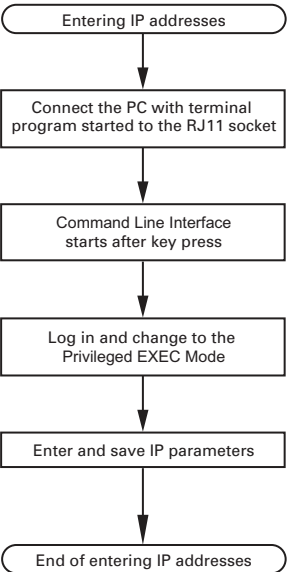 Entering IP addresses
Connect the PC with terminal
program started to the RJ11 socket
Command Line Interface
starts after key press
Log in and change to the
Privileged EXEC Mode
Enter and save IP parameters
End of entering IP addresses